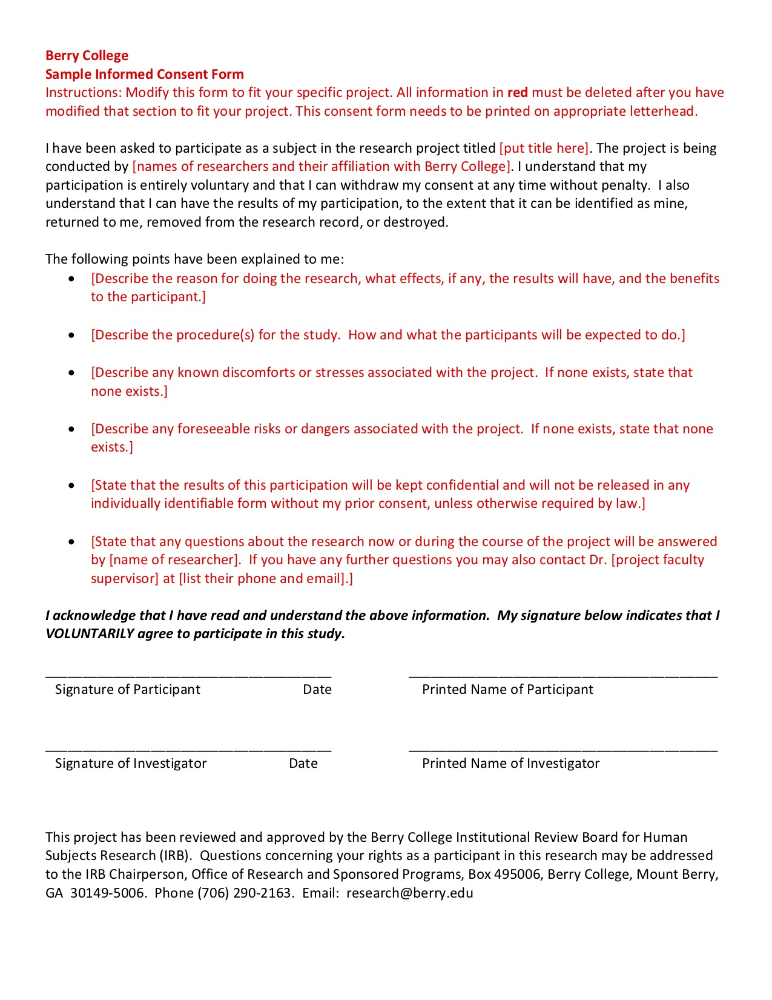 Berry College
Sample Informed Consent Form
Instructions: Modify this form to fit your specific project. All information in red must be deleted after you have
modified that section to fit your project. This consent form needs to be printed on appropriate letterhead.
I have been asked to participate as a subject in the research project titled [put title here]. The project is being
conducted by [names of researchers and their affiliation with Berry College]. I understand that my
participation is entirely voluntary and that I can withdraw my consent at any time without penalty.  I also
understand that I can have the results of my participation, to the extent that it can be identified as mine,
returned to me, removed from the research record, or destroyed.
The following points have been explained to me:
• [Describe the reason for doing the research, what effects, if any, the results will have, and the benefits
to the participant.]
• [Describe the procedure(s) for the study.  How and what the participants will be expected to do.]
• [Describe any known discomforts or stresses associated with the project.  If none exists, state that
none exists.]
• [Describe any foreseeable risks or dangers associated with the project.  If none exists, state that none
exists.]
• [State that the results of this participation will be kept confidential and will not be released in any
individually identifiable form without my prior consent, unless otherwise required by law.]
• [State that any questions about the research now or during the course of the project will be answered
by [name of researcher].  If you have any further questions you may also contact Dr. [project faculty
supervisor] at [list their phone and email].]
I acknowledge that I have read and understand the above information.  My signature below indicates that I
VOLUNTARILY agree to participate in this study.
Signature of Participant Date Printed Name of Participant
Signature of Investigator Date Printed Name of Investigator
This project has been reviewed and approved by the Berry College Institutional Review Board for Human
Subjects Research (IRB).  Questions concerning your rights as a participant in this research may be addressed
to the IRB Chairperson, Office of Research and Sponsored Programs, Box 495006, Berry College, Mount Berry,
GA  30149-5006.  Phone (706) 290-2163.  Email:  research@berry.edu